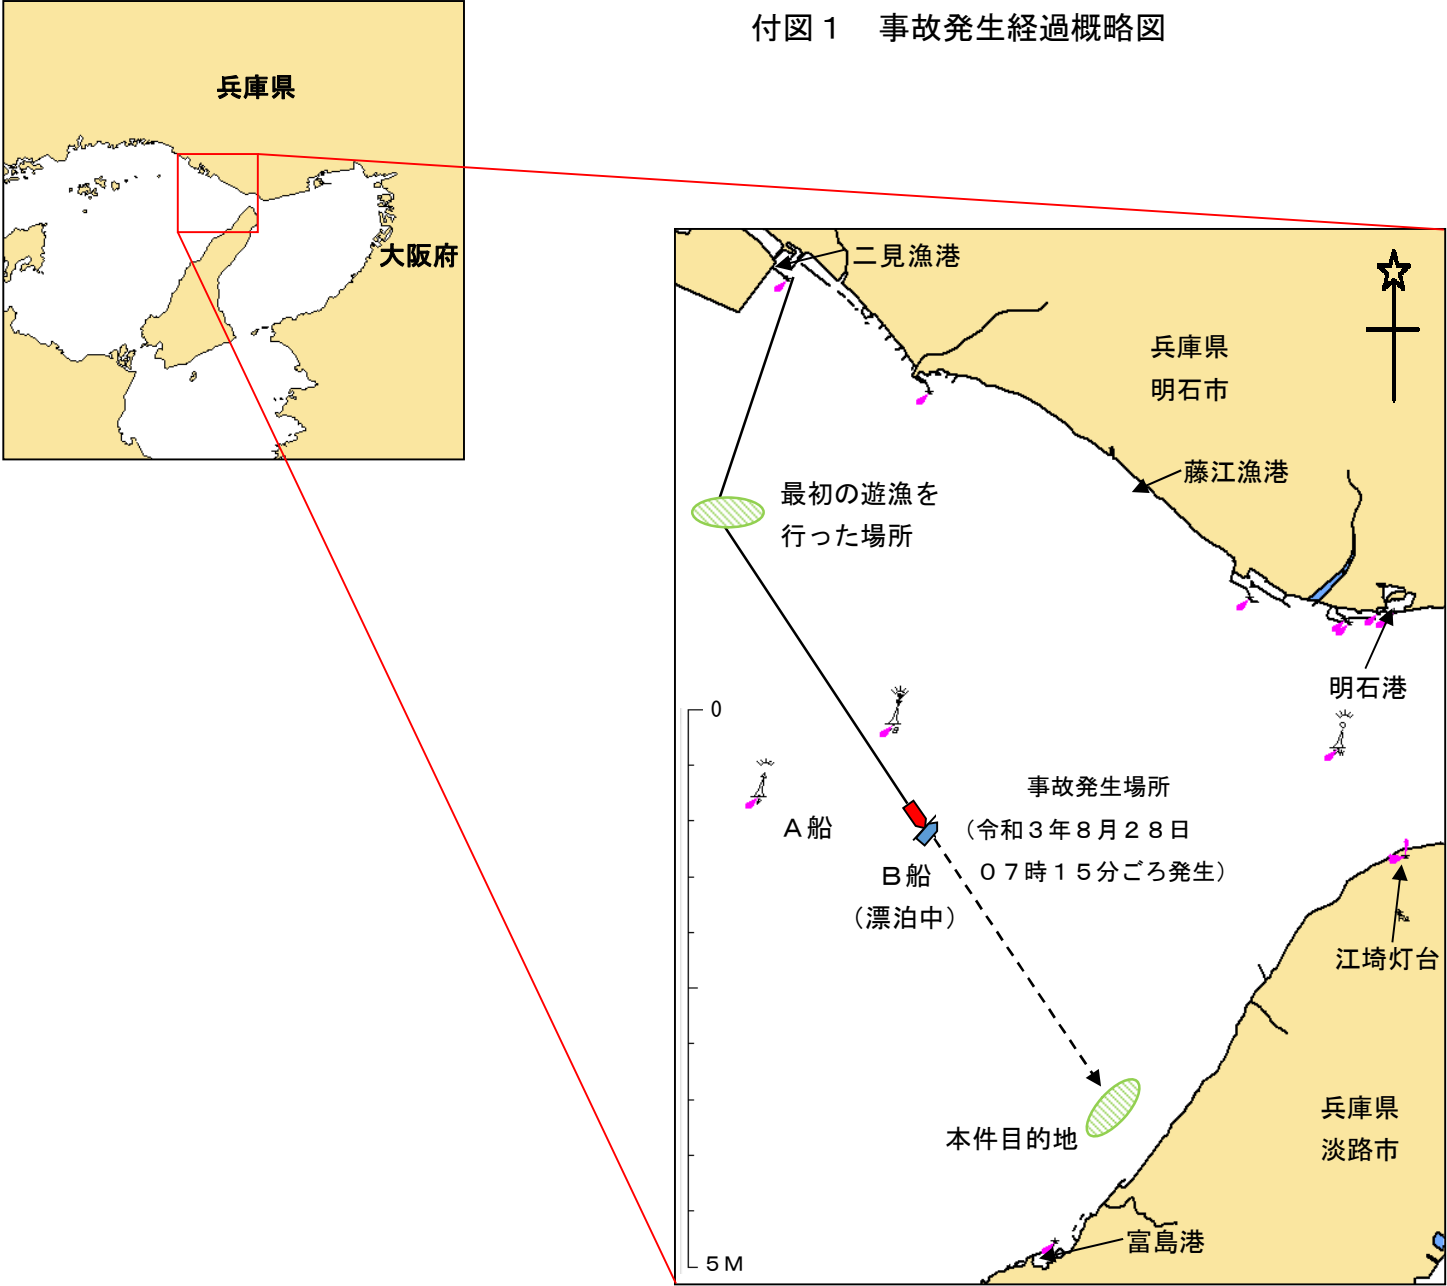 付図１　事故発生経過概略図
兵庫県
大阪府
二見漁港
兵庫県
明石市
藤江漁港
最初の遊漁を
行った場所
明石港
0
事故発生場所
Ａ船
（令和３年８月２８日
０７時１５分ごろ発生）
Ｂ船
（漂泊中）
江埼灯台
兵庫県
淡路市
本件目的地
富島港
５Ｍ